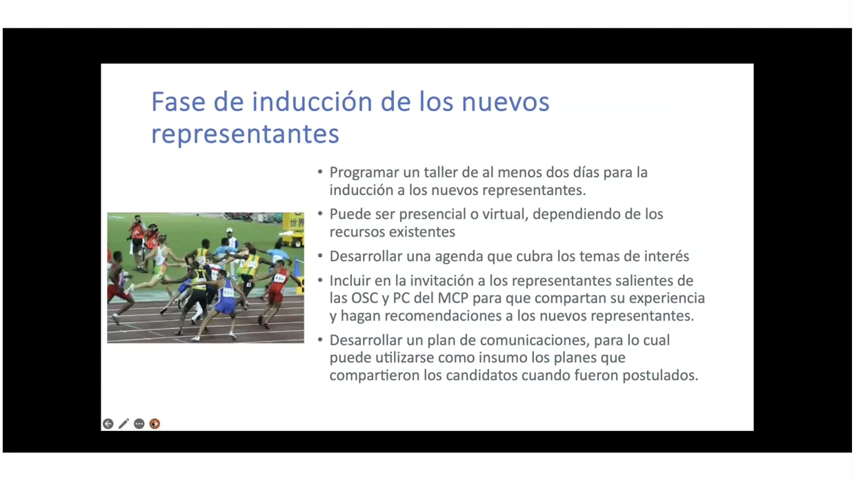 Fase de inducción de los nuevos
representantes
• Programar un taller de al menos dos días para la
inducción a los nuevos representantes.
• Puede ser presencial o virtual, dependiendo de los
recursos existentes
• Desarrollar una agenda que cubra los temas de interés
• Incluir en la invitación a los representantes salientes de
las OSC y PC del MCP para que compartan su experiencia
y hagan recomendaciones a los nuevos representantes.
• Desarrollar un plan de comunicaciones, para lo cual
puede utilizarse como insumo los planes que
compartieron los candidatos cuando fueron postulados.